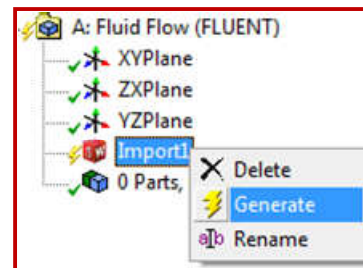 A: Fluid Flow (FLUENT)
XYPlane
ZXPlane
YZPlane
Import1
Delete
0 Parts,
Generate
Rename